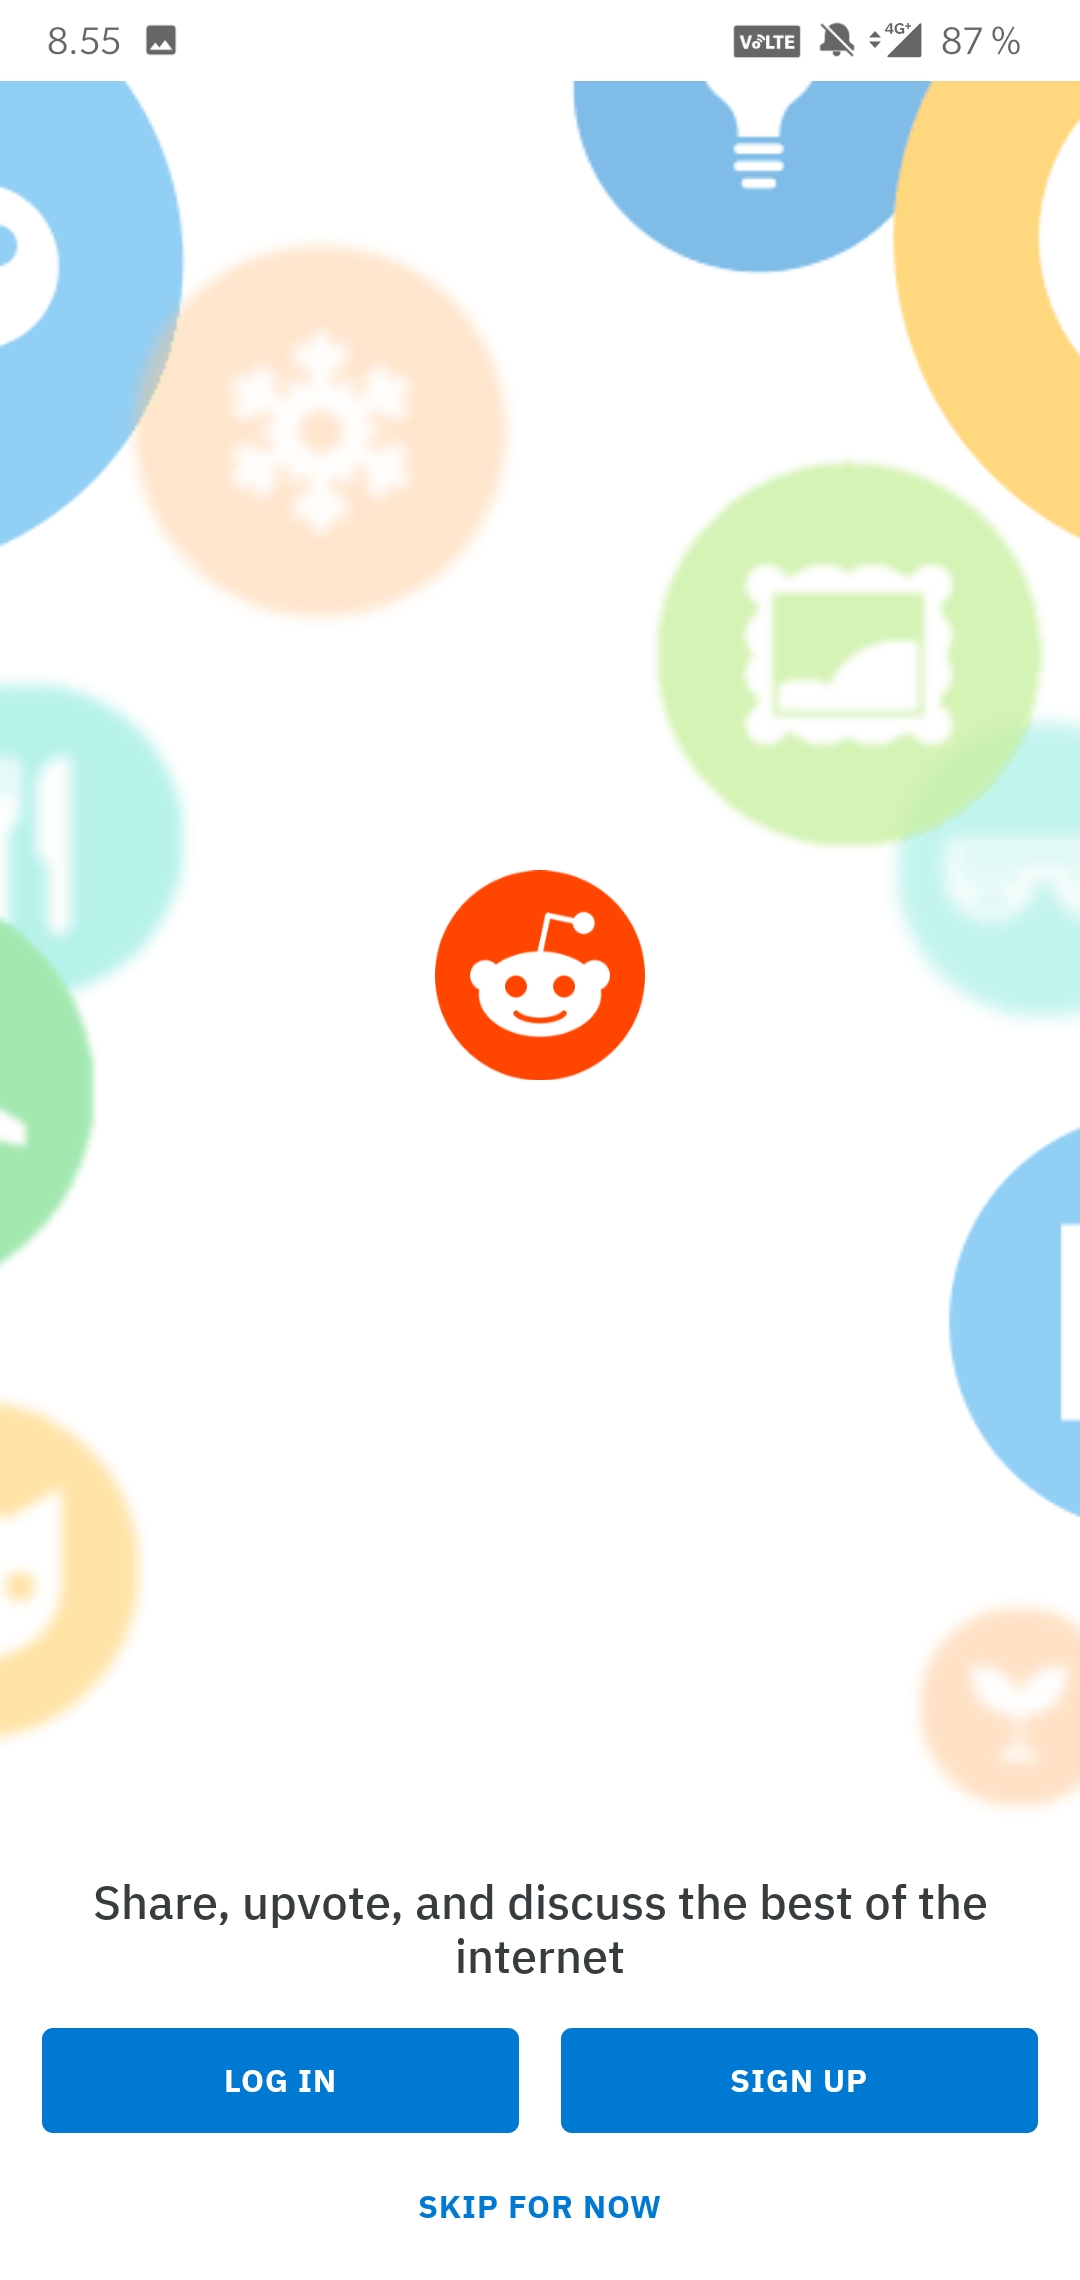 8.55 VoLTE 4G+ 87 %
Share, upvote, and discuss the best of the
internet
LOG IN SIGN UP
SKIP FOR NOW